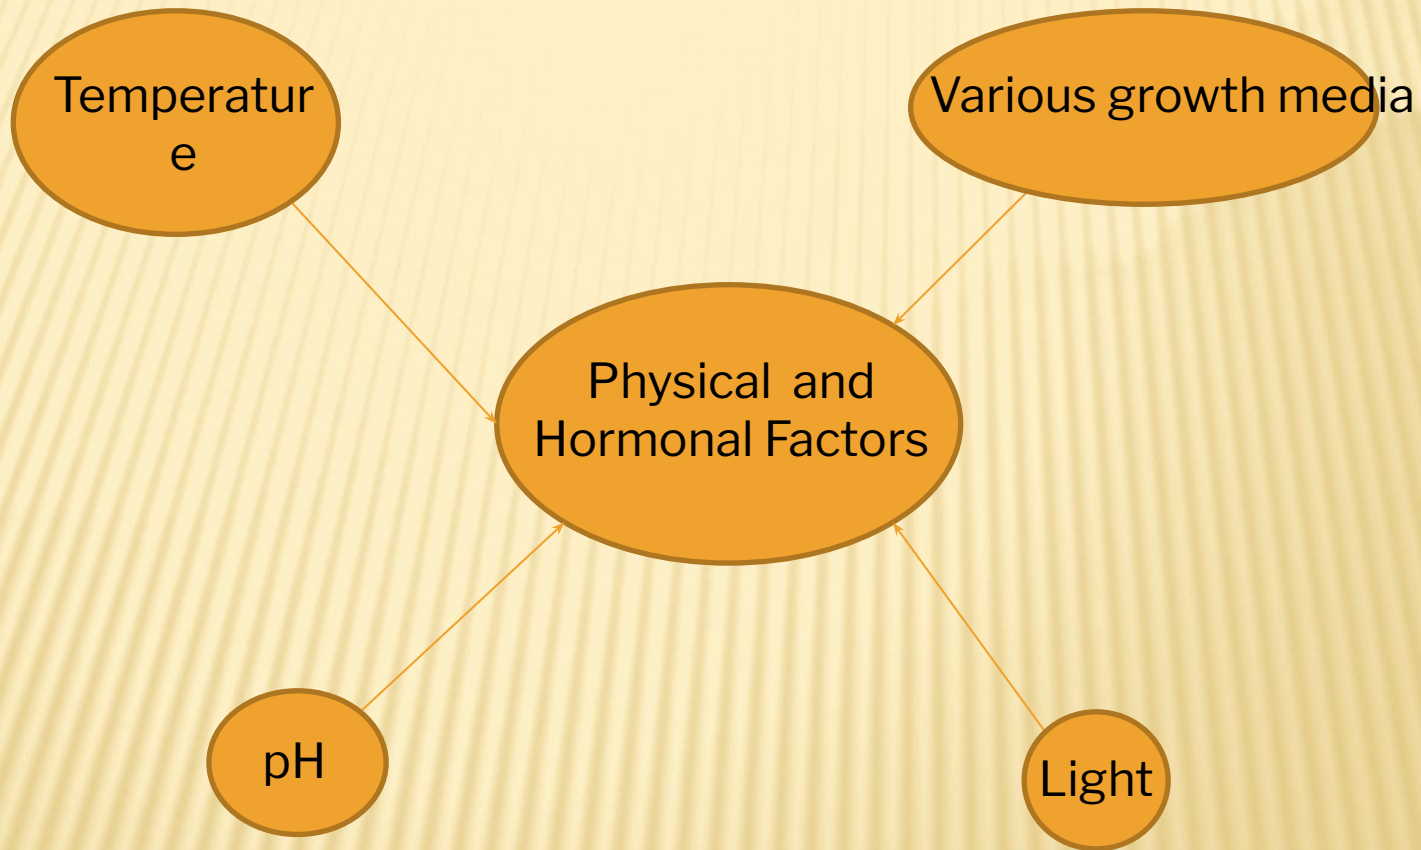 Temperatur
e
Various growth media
Physical  and
Hormonal Factors
pH
Light